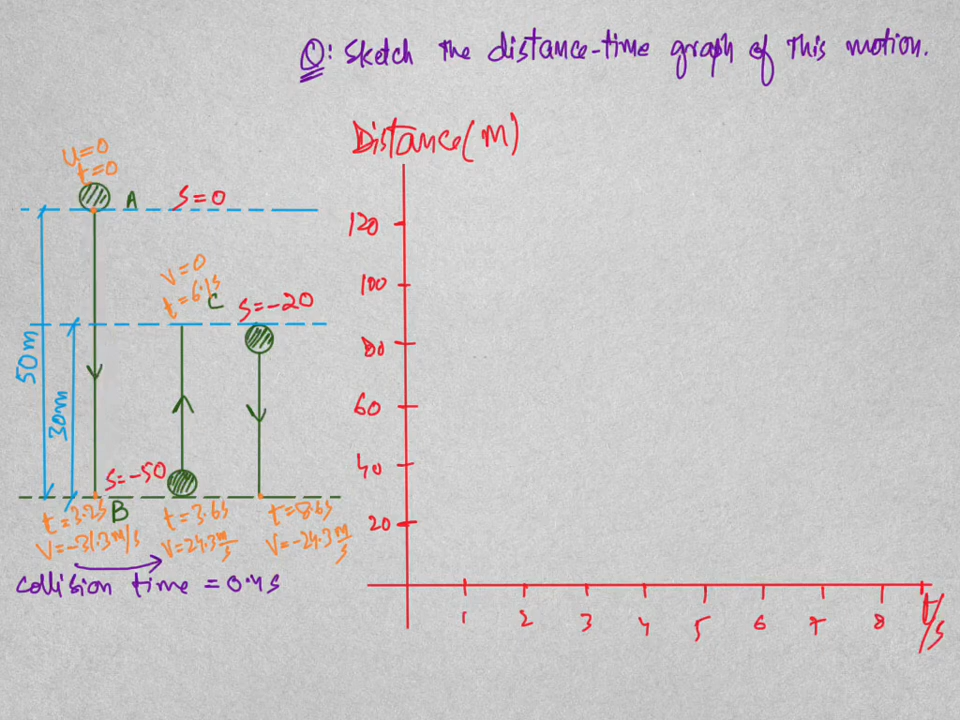 Q: Sketch the distance-time graph of This motion.
Distance(M)
u=0
t=0
A
S=0
120
100
80
60
40
20
V=0
t=6.1s
C
S=-20
50m
30m
S=-50
B
t=3.2s
V=-31.3m/s
t=3.6s
V=24.3m/s
t=8.6s
V=-24.3m/s
collision time = 0.4s
1 2 3 4 5 6 7 8
t/s